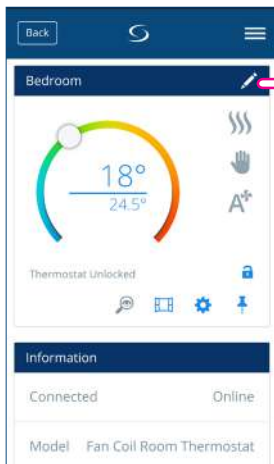 Back
Bedroom
18°
24.5°
A
Thermostat Unlocked
Information
Connected Online
Model Fan Coil Room Thermostat